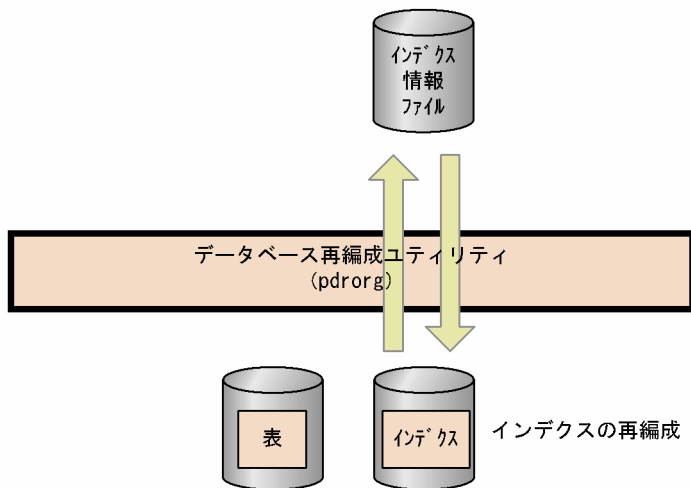 インデクス
情報
ファイル
データベース再編成ユティリティ
(pdrorg)
表
インデクス
インデクスの再編成